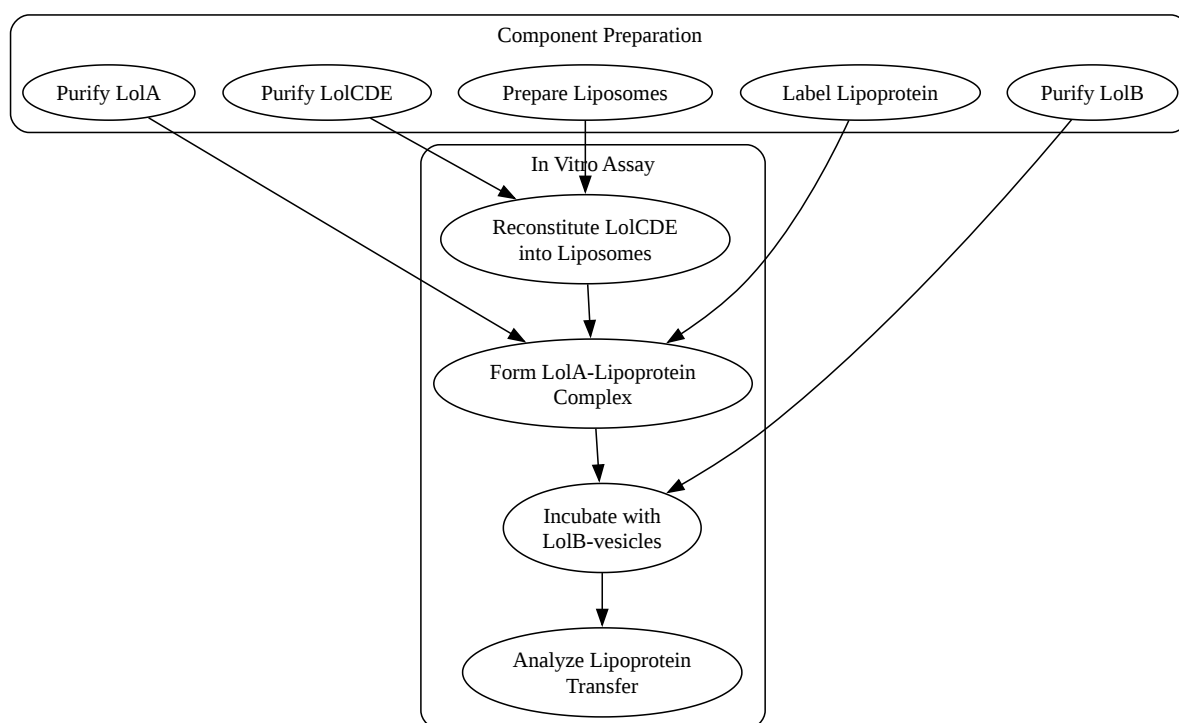 Component Preparation
Purify LolA
Purify LolCDE
Prepare Liposomes
Label Lipoprotein
Purify LolB
In Vitro Assay
Reconstitute LolCDE
into Liposomes
Form LolA-Lipoprotein
Complex
Incubate with
LolB-vesicles
Analyze Lipoprotein
Transfer